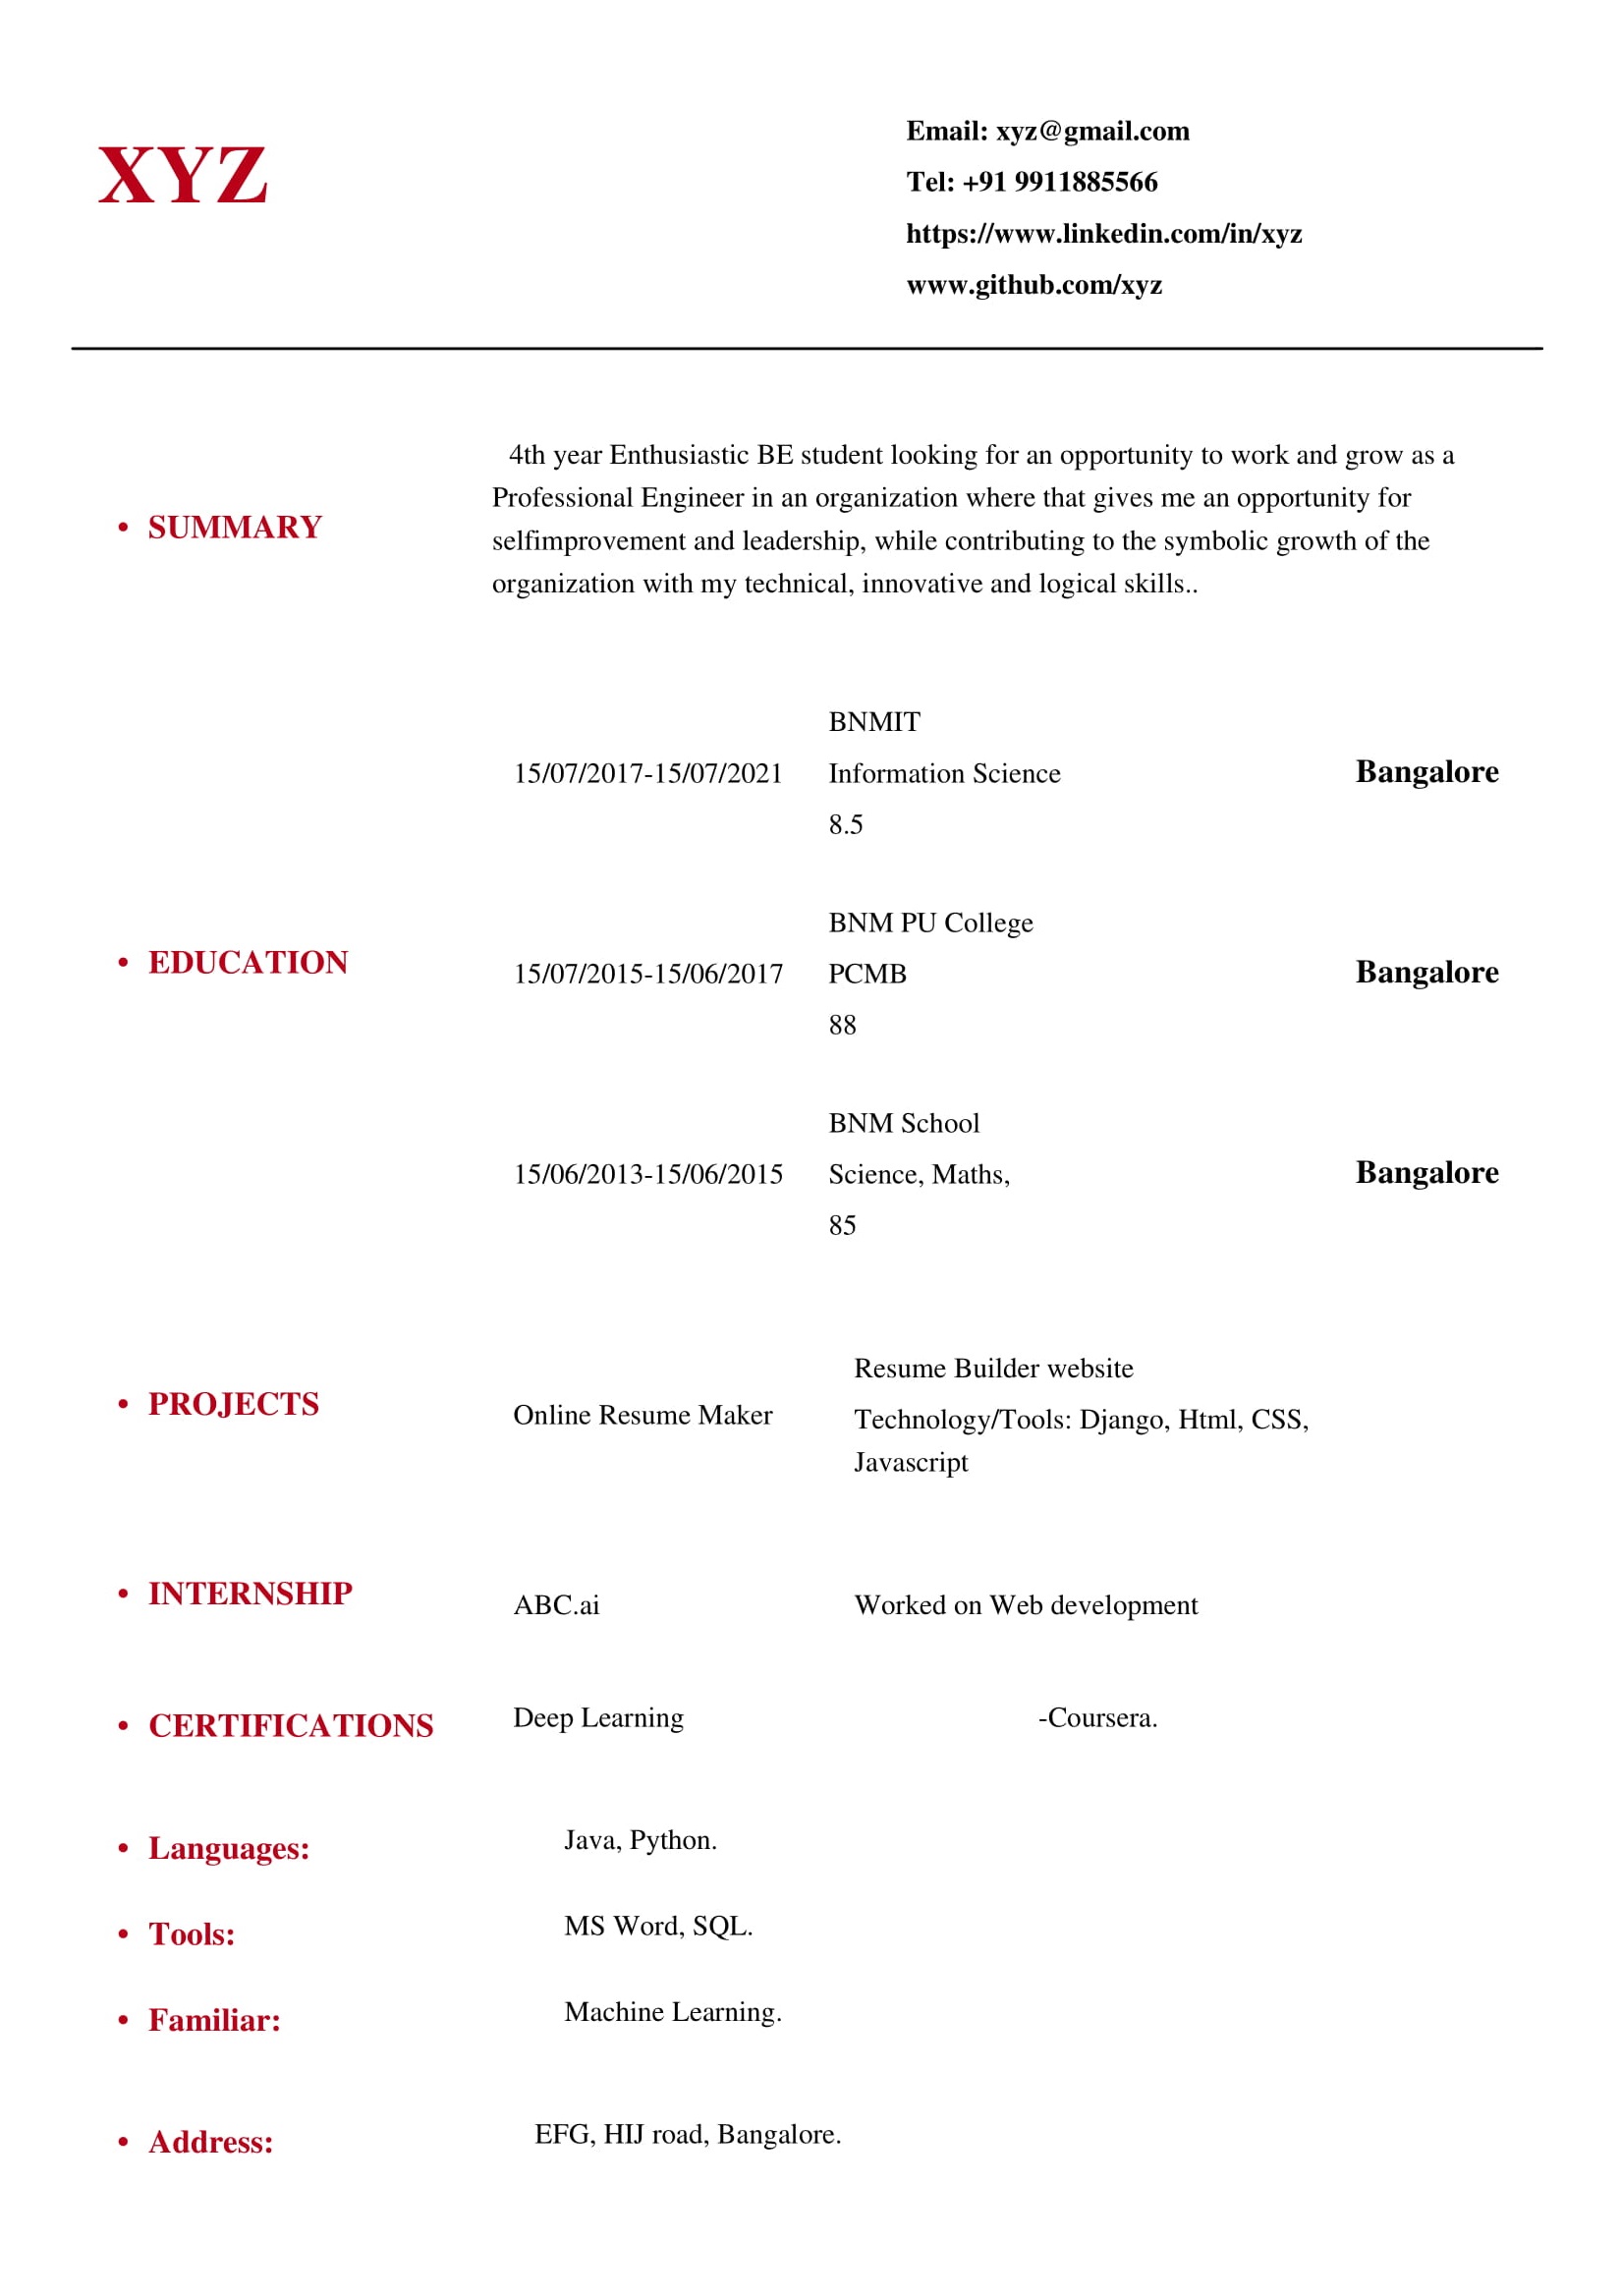 XYZ
Email: xyz@gmail.com
Tel: +91 9911885566
https://www.linkedin.com/in/xyz
www.github.com/xyz
• SUMMARY
4th year Enthusiastic BE student looking for an opportunity to work and grow as a
Professional Engineer in an organization where that gives me an opportunity for
selfimprovement and leadership, while contributing to the symbolic growth of the
organization with my technical, innovative and logical skills..
• EDUCATION
BNMIT
15/07/2017-15/07/2021 Information Science Bangalore
8.5
BNM PU College
15/07/2015-15/06/2017 PCMB Bangalore
88
BNM School
15/06/2013-15/06/2015 Science, Maths, Bangalore
85
• PROJECTS
Online Resume Maker
Resume Builder website
Technology/Tools: Django, Html, CSS,
Javascript
• INTERNSHIP
ABC.ai Worked on Web development
• CERTIFICATIONS
Deep Learning -Coursera.
• Languages: Java, Python.
• Tools: MS Word, SQL.
• Familiar: Machine Learning.
• Address: EFG, HIJ road, Bangalore.